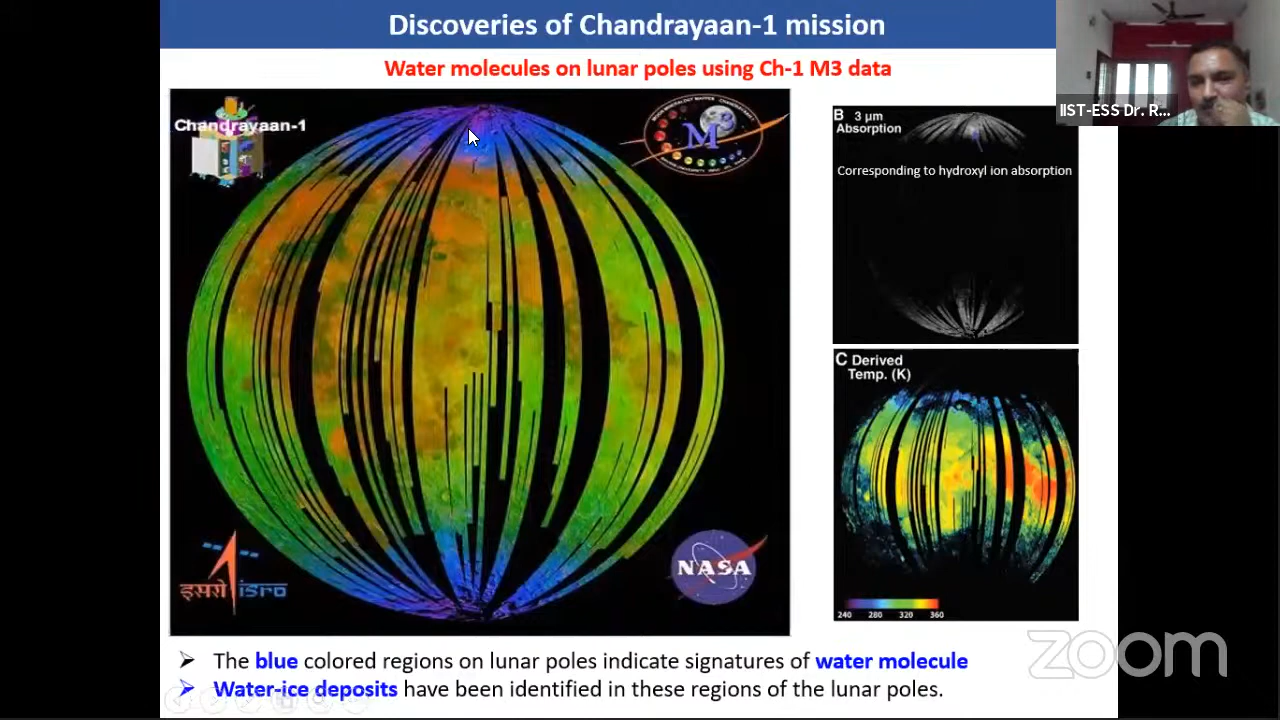 Discoveries of Chandrayaan-1 mission
Water molecules on lunar poles using Ch-1 M3 data
IIST-ESS Dr. R...
Chandrayaan-1
M3
B 3 μm
Absorption
Corresponding to hydroxyl ion absorption
C Derived
Temp. (K)
240 280 320 360
इसरो isro
NASA
The blue colored regions on lunar poles indicate signatures of water molecule
Water-ice deposits have been identified in these regions of the lunar poles.
zoom